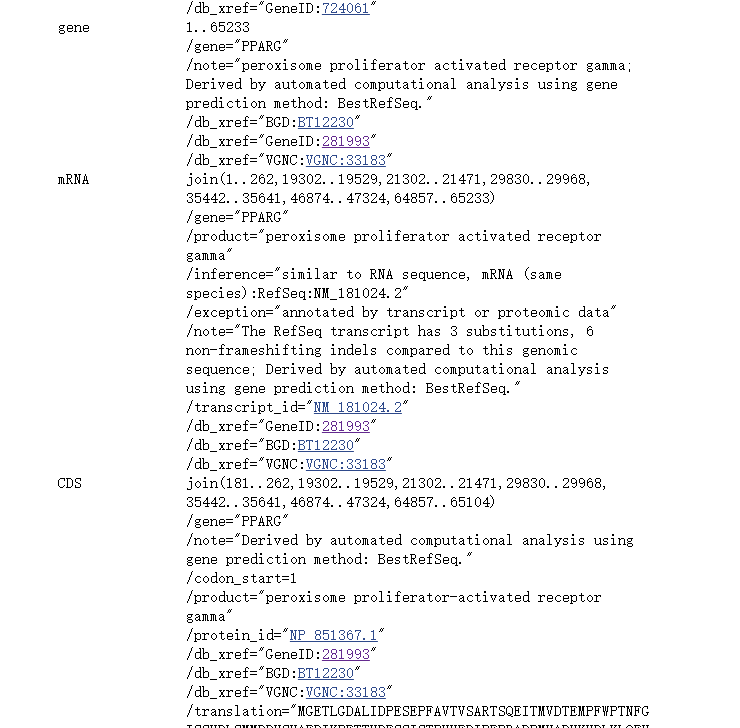 /db_xref="GeneID:724061"
gene 1..65233
/gene="PPARG"
/note="peroxisome proliferator activated receptor gamma;
Derived by automated computational analysis using gene
prediction method: BestRefSeq."
/db_xref="BGD:BT12230"
/db_xref="GeneID:281993"
/db_xref="VGNC:VGNC:33183"
mRNA join(1..262,19302..19529,21302..21471,29830..29968,
35442..35641,46874..47324,64857..65233)
/gene="PPARG"
/product="peroxisome proliferator activated receptor
gamma"
/inference="similar to RNA sequence, mRNA (same
species):RefSeq:NM_181024.2"
/exception="annotated by transcript or proteomic data"
/note="The RefSeq transcript has 3 substitutions, 6
non-frameshifting indels compared to this genomic
sequence; Derived by automated computational analysis
using gene prediction method: BestRefSeq."
/transcript_id="NM_181024.2"
/db_xref="GeneID:281993"
/db_xref="BGD:BT12230"
/db_xref="VGNC:VGNC:33183"
CDS join(181..262,19302..19529,21302..21471,29830..29968,
35442..35641,46874..47324,64857..65104)
/gene="PPARG"
/note="Derived by automated computational analysis using
gene prediction method: BestRefSeq."
/codon_start=1
/product="peroxisome proliferator-activated receptor
gamma"
/protein_id="NP_851367.1"
/db_xref="GeneID:281993"
/db_xref="BGD:BT12230"
/db_xref="VGNC:VGNC:33183"
/translation="MGETLGDALIDPESEPFAVTVSARTSQEITMVDTEMPFWPTNFG